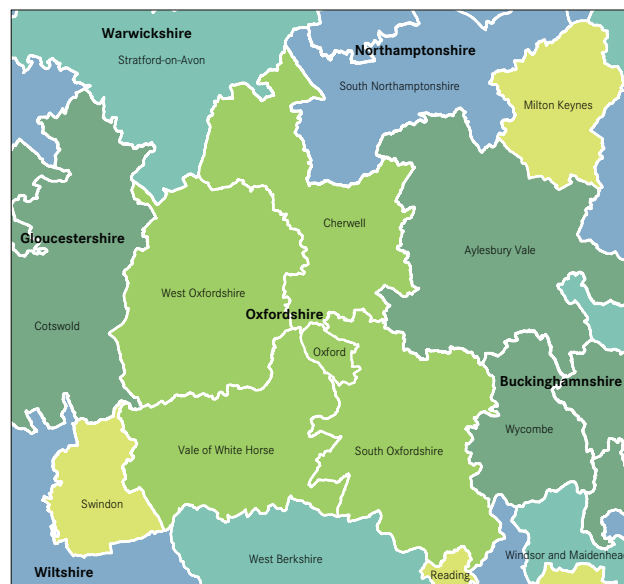 Warwickshire
Stratford-on-Avon
Northamptonshire
South Northamptonshire
Milton Keynes
Cherwell
Gloucestershire
Aylesbury Vale
West Oxfordshire
Oxfordshire
Cotswold
Oxford
Buckinghamnshire
Wycombe
Vale of White Horse
South Oxfordshire
Swindon
West Berkshire
Windsor and Maidenhead
Wiltshire
Reading